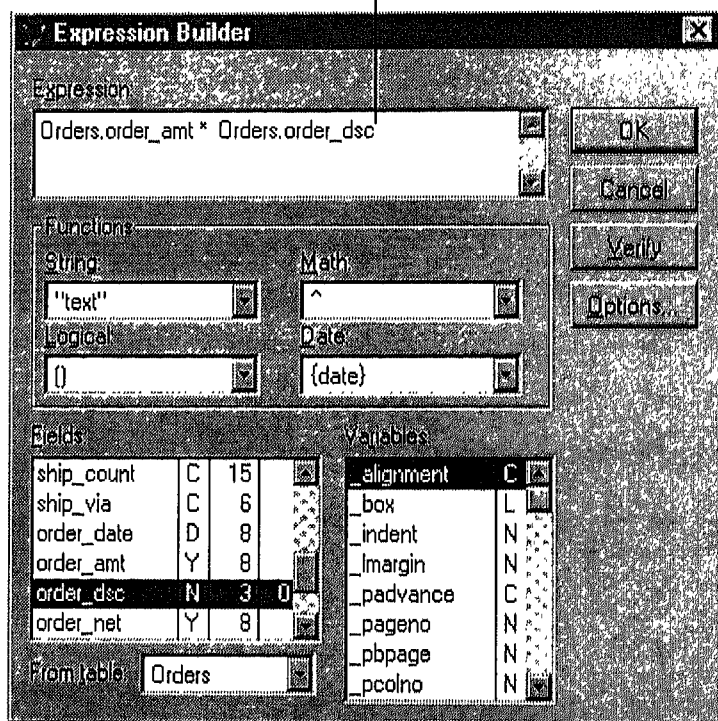 Expression Builder
Expression:
Orders.order_amt * Orders.order_dsc
OK
Cancel
Verify
Options...
Functions
String:
Math:
"text"
^
Logical:
Date:
()
{date}
Fields:
ship_count C 15
ship_via C 6
order_date D 8
order_amt Y 8
order_dsc N 3 0
order_net Y 8
From table: Orders
Variables:
_alignment C
_box L
_indent N
_lmargin N
_padvance C
_pageno N
_pbpage N
_pcolno N